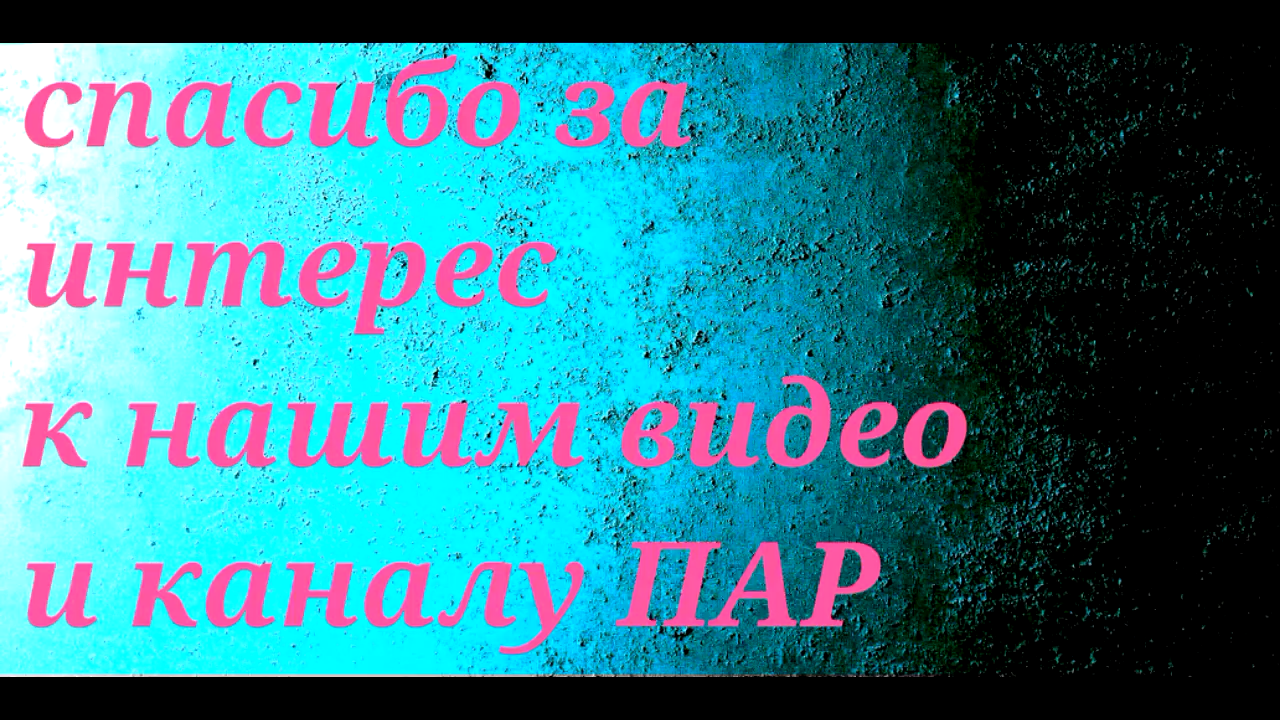 спасибо за
интерес
к нашим видео
и каналу ПАР